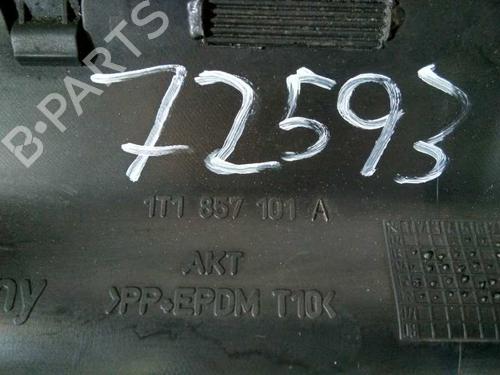 72593
B-PARTS
1T1 857 101 A
AKT
>PP+EPDM T10<